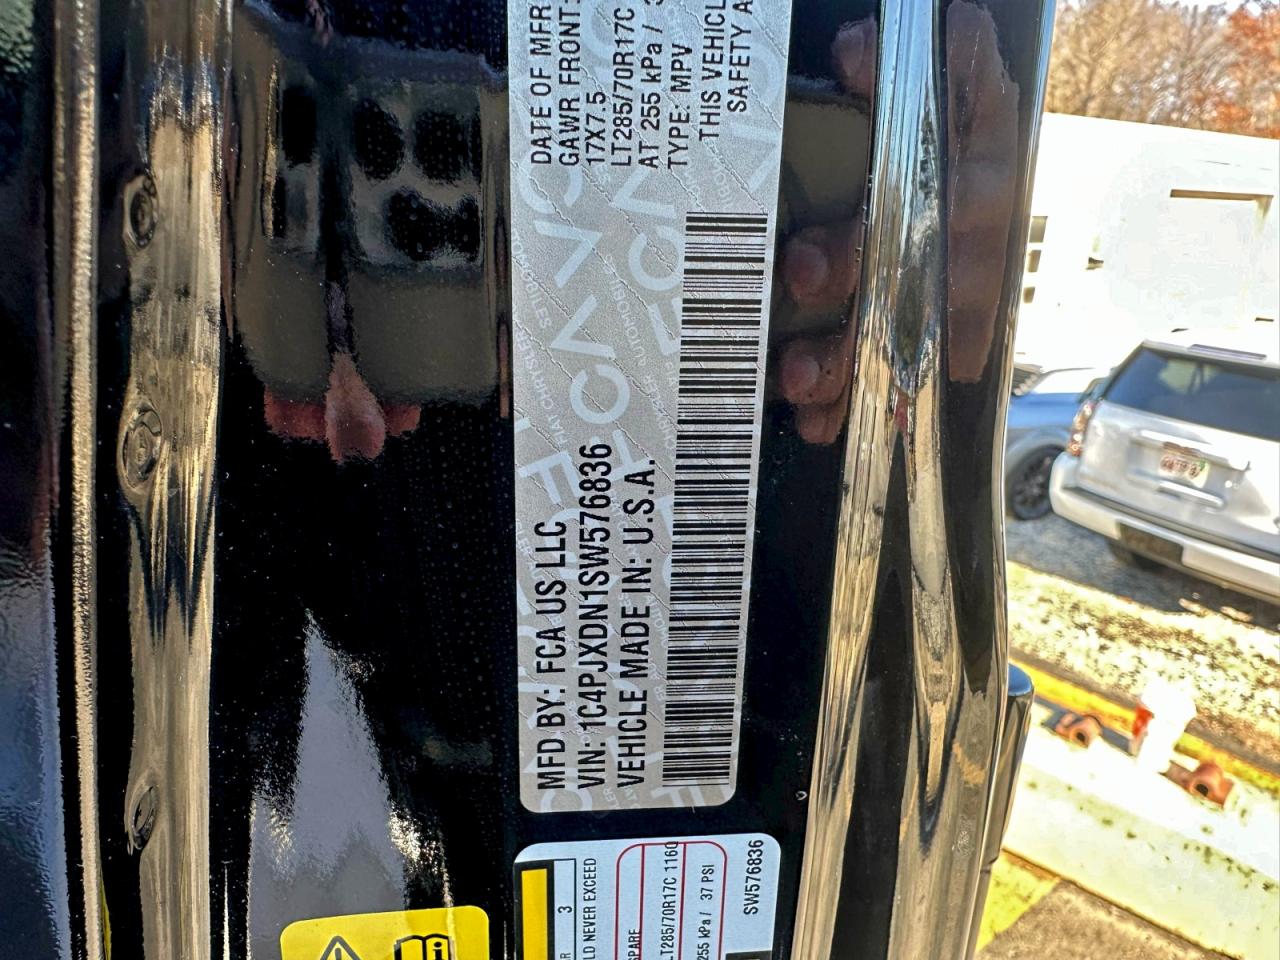 MFD BY: FCA US LLC
VIN: 1C4PJXDN1SW576836
VEHICLE MADE IN: U.S.A.
DATE OF MFR
GAWR FRONT:
17X7.5
LT285/70R17C
AT 255 kPa /
TYPE: MPV
THIS VEHICL
SAFETY A
3
LD NEVER EXCEED
SPARE
LT285/70R17C 116Q
255 kPa / 37 PSI
SW576836